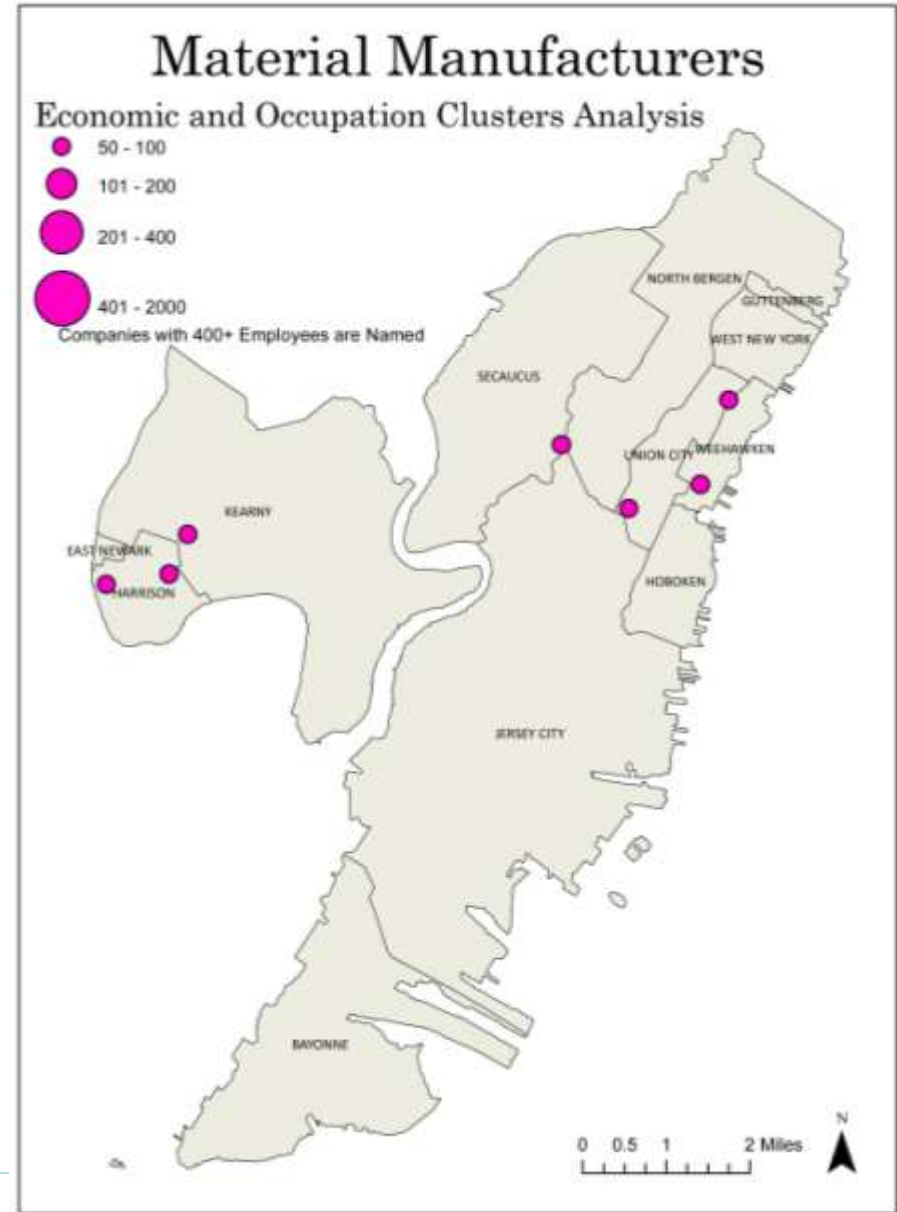 Material Manufacturers
Economic and Occupation Clusters Analysis
50 - 100
101 - 200
201 - 400
401 - 2000
Companies with 400+ Employees are Named
NORTH BERGEN
GUTTENBERG
WEST NEW YORK
SECAUCUS
UNION CITY
WEEHAWKEN
KEARNY
EAST NEWARK
HARRISON
HOBOKEN
JERSEY CITY
BAYONNE
N
0 0.5 1 2 Miles